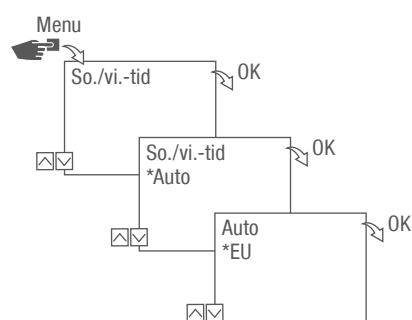 Menu
So./vi.-tid
OK
So./vi.-tid
*Auto
OK
Auto
*EU
OK